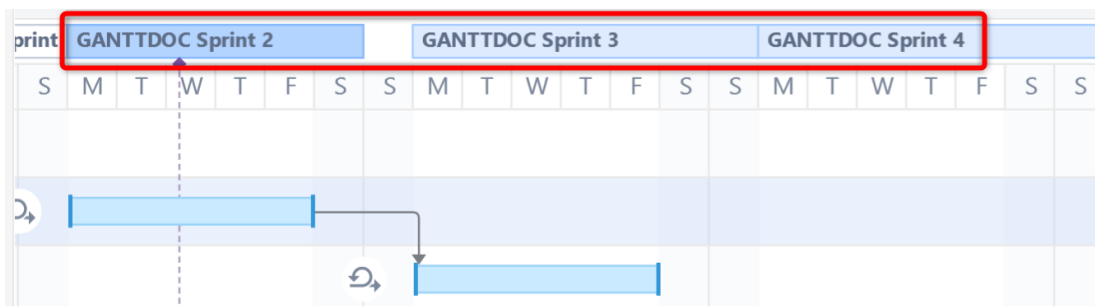 print GANTTDOC Sprint 2 GANTTDOC Sprint 3 GANTTDOC Sprint 4
S M T W T F S S M T W T F S S M T W T F S S